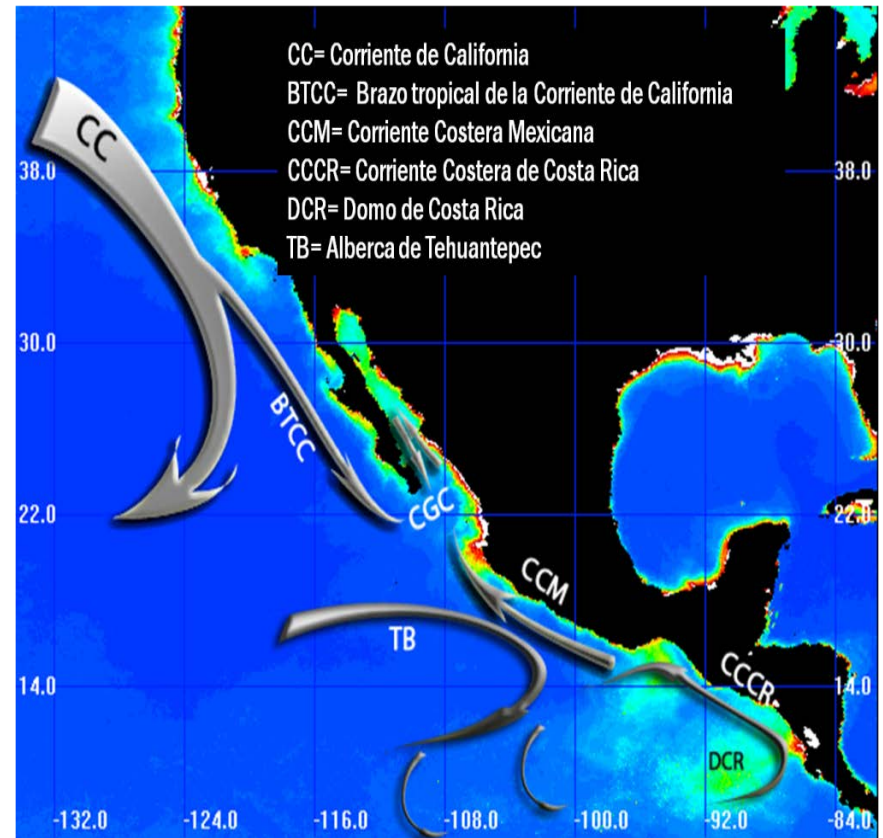 CC= Corriente de California
BTCC= Brazo tropical de la Corriente de California
CCM= Corriente Costera Mexicana
CCCR= Corriente Costera de Costa Rica
DCR= Domo de Costa Rica
TB= Alberca de Tehuantepec
CC
38.0 38.0
30.0 30.0
BTCC
22.0 CGC 22.0
CCM
TB
14.0 CCCR 14.0
DCR
-132.0 -124.0 -116.0 -108.0 -100.0 -92.0 -84.0